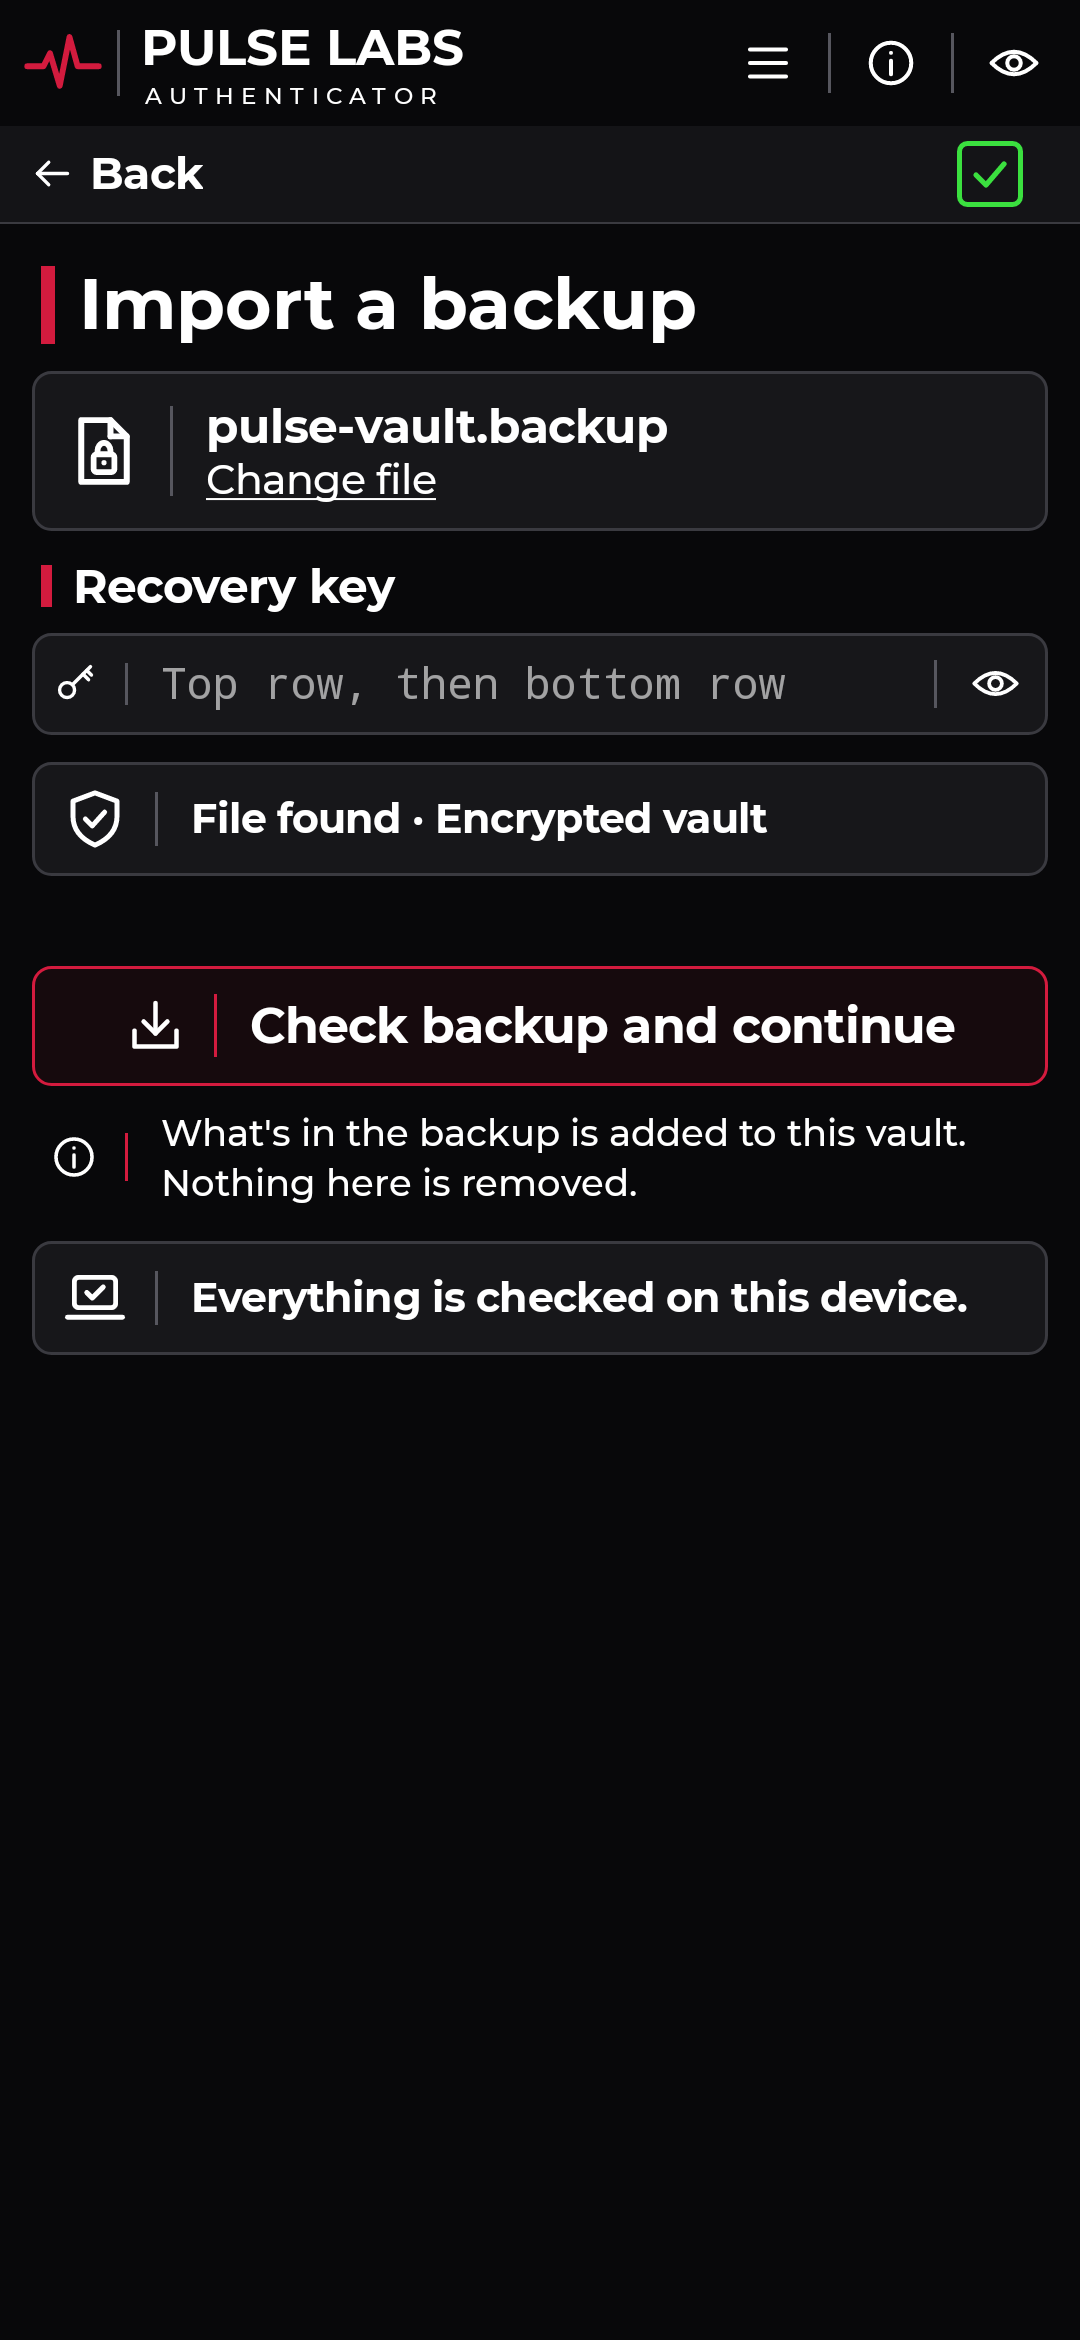 PULSE LABS
AUTHENTICATOR
Back
Import a backup
pulse-vault.backup
Change file
Recovery key
Top row, then bottom row
File found · Encrypted vault
Check backup and continue
What's in the backup is added to this vault.
Nothing here is removed.
Everything is checked on this device.